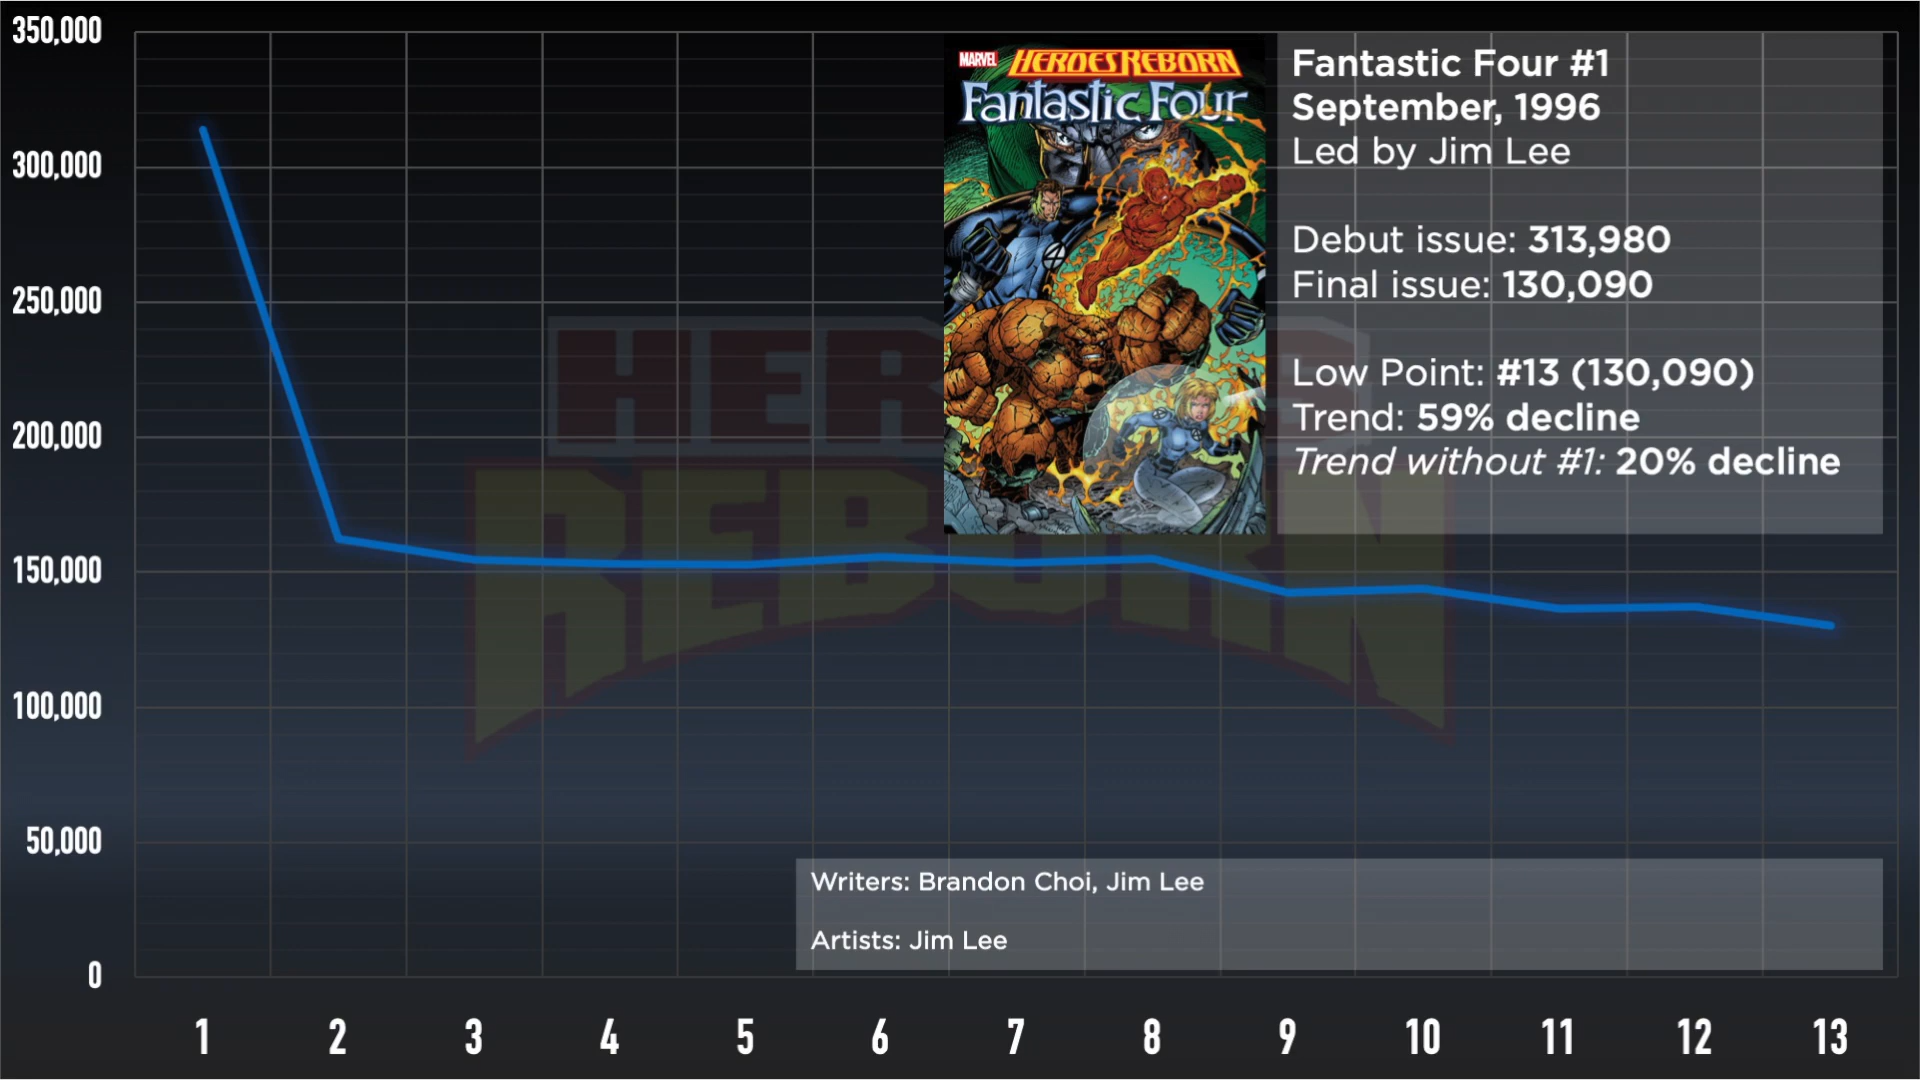 350,000
300,000
250,000
200,000
150,000
100,000
50,000
0
1 2 3 4 5 6 7 8 9 10 11 12 13
HEROES
REBORN
MARVEL
HEROES REBORN
Fantastic Four
Fantastic Four #1
September, 1996
Led by Jim Lee
Debut issue: 313,980
Final issue: 130,090
Low Point: #13 (130,090)
Trend: 59% decline
Trend without #1: 20% decline
Writers: Brandon Choi, Jim Lee
Artists: Jim Lee